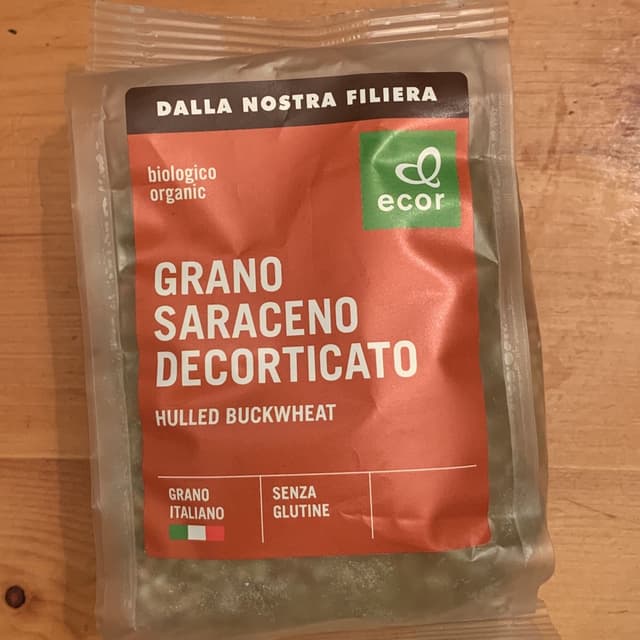 DALLA NOSTRA FILIERA
biologico
organic
ecor
GRANO
SARACENO
DECORTICATO
HULLED BUCKWHEAT
GRANO
ITALIANO
SENZA
GLUTINE